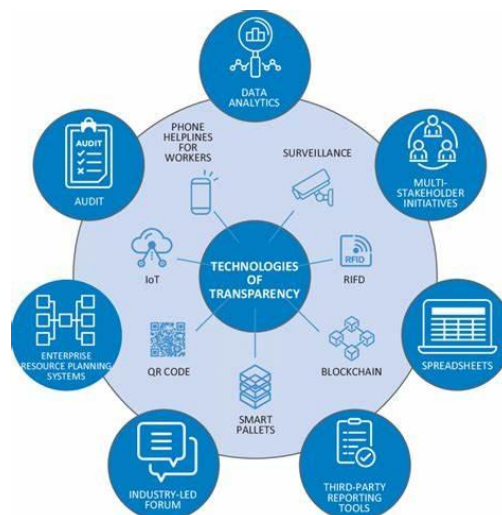 DATA
ANALYTICS
PHONE
HELPLINES
FOR
WORKERS
SURVEILLANCE
AUDIT
AUDIT
MULTI-
STAKEHOLDER
INITIATIVES
IoT
TECHNOLOGIES
OF
TRANSPARENCY
RFID
RIFD
ENTERPRISE
RESOURCE PLANNING
SYSTEMS
QR CODE
BLOCKCHAIN
SPREADSHEETS
SMART
PALLETS
INDUSTRY-LED
FORUM
THIRD-PARTY
REPORTING
TOOLS